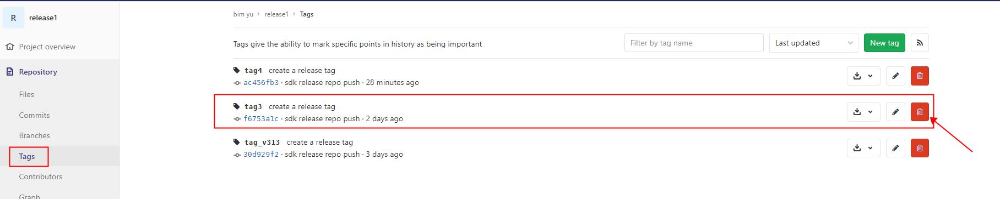 R release1
bim yu > release1 > Tags
Project overview
Tags give the ability to mark specific points in history as being important
Filter by tag name
Last updated
New tag
Repository
Files
Commits
Branches
Tags
Contributors
Graph
tag4 create a release tag
ac456fb3 · sdk release repo push · 28 minutes ago
tag3 create a release tag
f6753a1c · sdk release repo push · 2 days ago
tag_v313 create a release tag
30d929f2 · sdk release repo push · 3 days ago